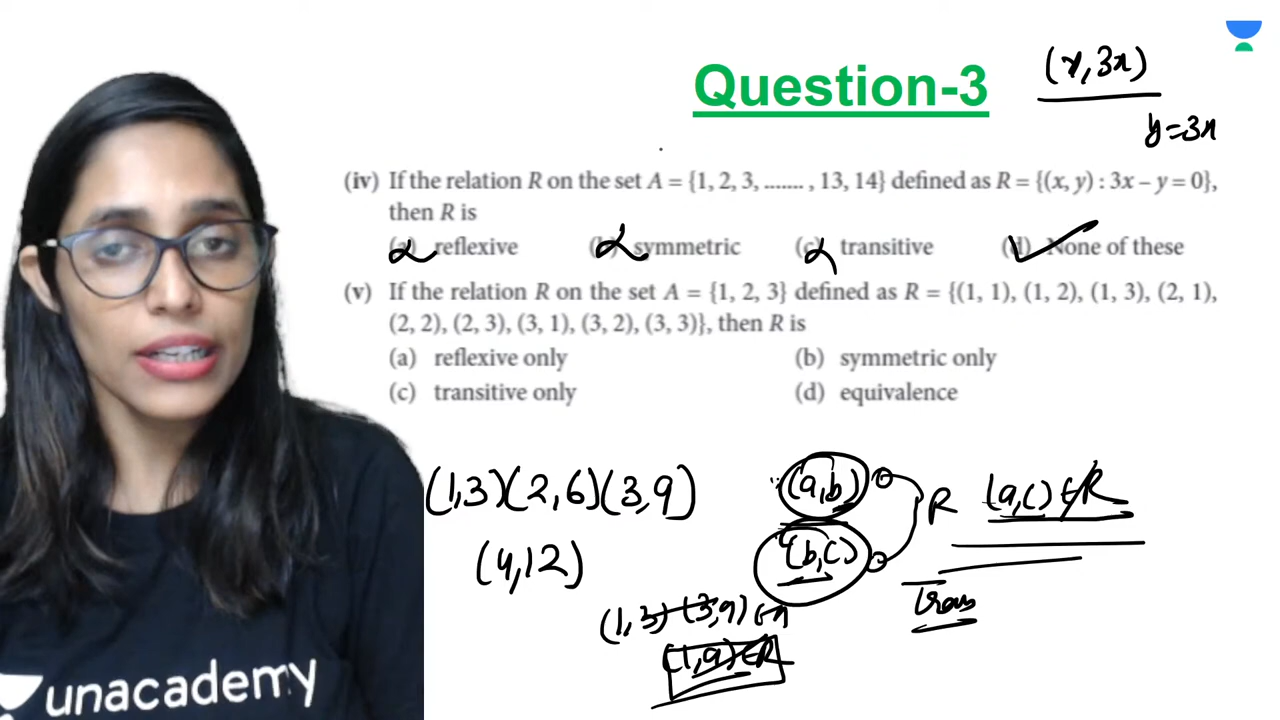 Question-3
(x,3x)
y=3x
(iv) If the relation R on the set A = {1, 2, 3, ......., 13, 14} defined as R = {(x, y) : 3x – y = 0},
then R is
(a) reflexive (b) symmetric (c) transitive (d) None of these
(v) If the relation R on the set A = {1, 2, 3} defined as R = {(1, 1), (1, 2), (1, 3), (2, 1),
(2, 2), (2, 3), (3, 1), (3, 2), (3, 3)}, then R is
(a) reflexive only (b) symmetric only
(c) transitive only (d) equivalence
(1,3)(2,6)(3,9) (a,b) R (a,c)∈R
(4,12) (b,c)
(1,3) (3,9) ∈R Trans
(1,9)∈R
unacademy